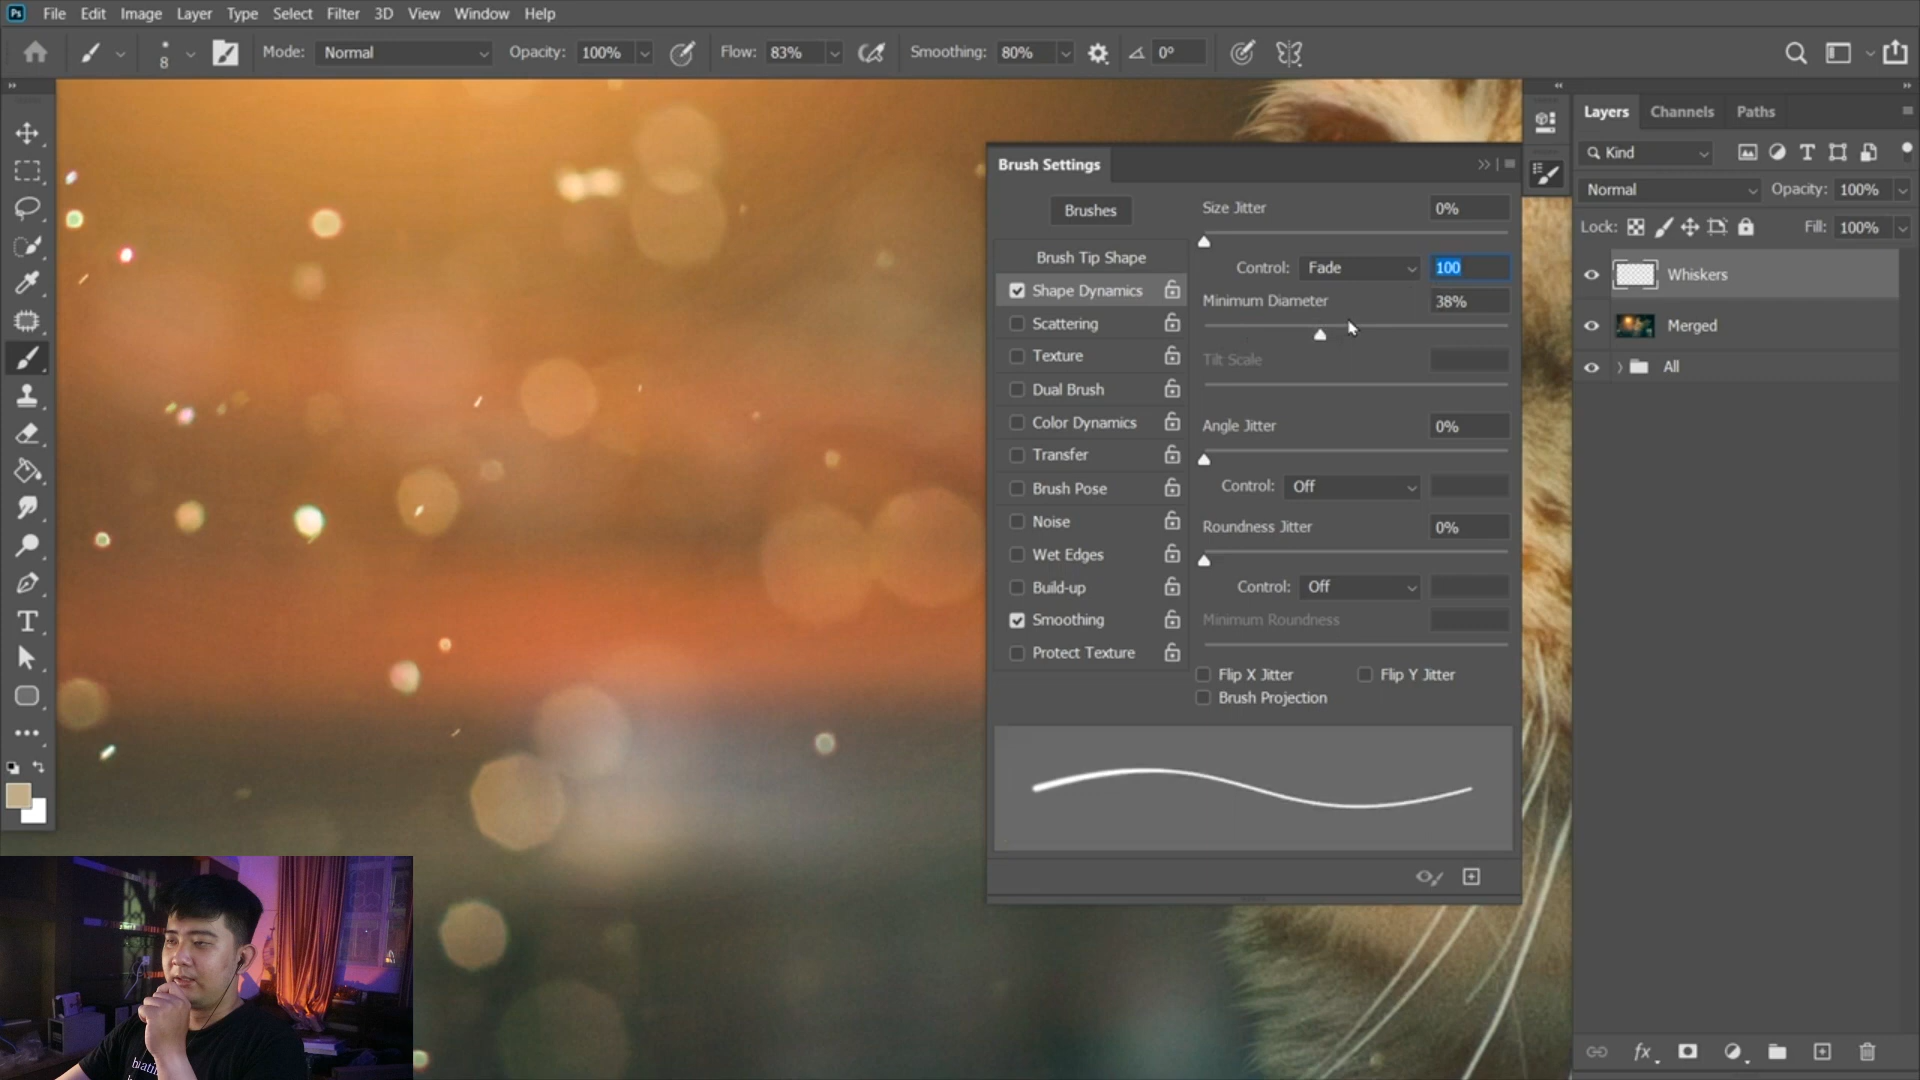 Ps File Edit Image Layer Type Select Filter 3D View Window Help
8 Mode: Normal Opacity: 100% Flow: 83% Smoothing: 80% 0°
Brush Settings
Brushes
Brush Tip Shape
Shape Dynamics
Scattering
Texture
Dual Brush
Color Dynamics
Transfer
Brush Pose
Noise
Wet Edges
Build-up
Smoothing
Protect Texture
Size Jitter 0%
Control: Fade 100
Minimum Diameter 38%
Tilt Scale
Angle Jitter 0%
Control: Off
Roundness Jitter 0%
Control: Off
Minimum Roundness
Flip X Jitter Flip Y Jitter
Brush Projection
Layers Channels Paths
Kind
Normal Opacity: 100%
Lock: Fill: 100%
Whiskers
Merged
All